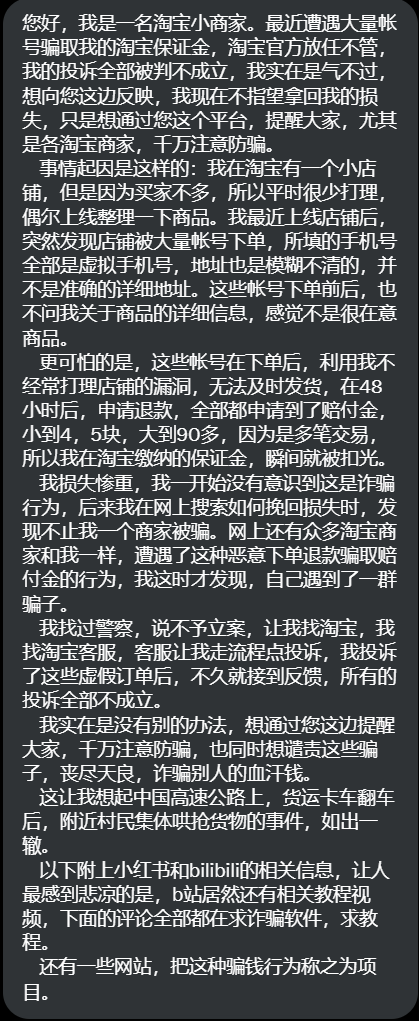 您好，我是一名淘宝小商家。最近遭遇大量帐
号骗取我的淘宝保证金，淘宝官方放任不管，
我的投诉全部被判不成立，我实在是气不过，
想向您这边反映，我现在不指望拿回我的损
失，只是想通过您这个平台，提醒大家，尤其
是各淘宝商家，千万注意防骗。
事情起因是这样的：我在淘宝有一个小店
铺，但是因为买家不多，所以平时很少打理，
偶尔上线整理一下商品。我最近上线店铺后，
突然发现店铺被大量帐号下单，所填的手机号
全部是虚拟手机号，地址也是模糊不清的，并
不是准确的详细地址。这些帐号下单前后，也
不问我关于商品的详细信息，感觉不是很在意
商品。
更可怕的是，这些帐号在下单后，利用我不
经常打理店铺的漏洞，无法及时发货，在48
小时后，申请退款，全部都申请到了赔付金，
小到4，5块，大到90多，因为是多笔交易，
所以我在淘宝缴纳的保证金，瞬间就被扣光。
我损失惨重，我一开始没有意识到这是诈骗
行为，后来我在网上搜索如何挽回损失时，发
现不止我一个商家被骗。网上还有众多淘宝商
家和我一样，遭遇了这种恶意下单退款骗取赔
付金的行为，我这时才发现，自己遇到了一群
骗子。
我找过警察，说不予立案，让我找淘宝，我
找淘宝客服，客服让我走流程点投诉，我投诉
了这些虚假订单后，不久就接到反馈，所有的
投诉全部不成立。
我实在是没有别的办法，想通过您这边提醒
大家，千万注意防骗，也同时想谴责这些骗
子，丧尽天良，诈骗别人的血汗钱。
这让我想起中国高速公路上，货运卡车翻车
后，附近村民集体哄抢货物的事件，如出一
辙。
以下附上小红书和bilibili的相关信息，让人
最感到悲凉的是，b站居然还有相关教程视
频，下面的评论全部都在求诈骗软件，求教
程。
还有一些网站，把这种骗钱行为称之为项
目。